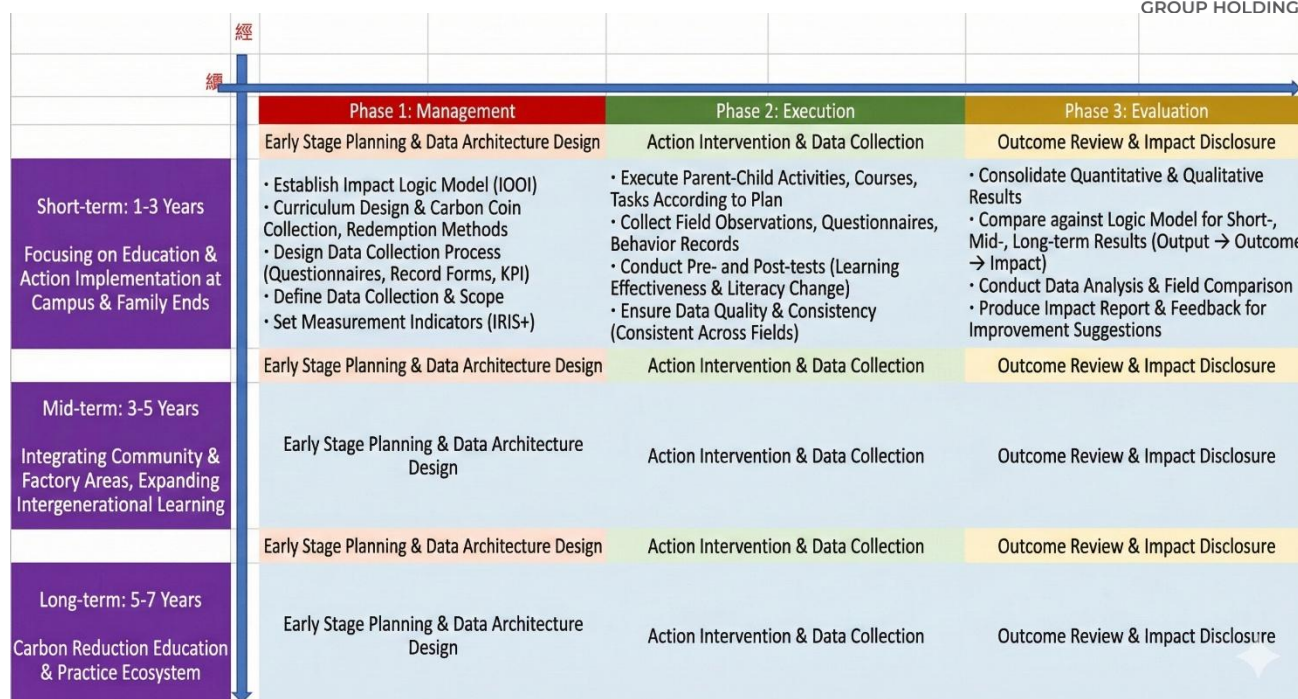 GROUP HOLDING
經
續
Phase 1: Management
Phase 2: Execution
Phase 3: Evaluation
Early Stage Planning & Data Architecture Design
Action Intervention & Data Collection
Outcome Review & Impact Disclosure
Short-term: 1-3 Years
Focusing on Education &
Action Implementation at
Campus & Family Ends
· Establish Impact Logic Model (IOOI)
· Curriculum Design & Carbon Coin
Collection, Redemption Methods
· Design Data Collection Process
(Questionnaires, Record Forms, KPI)
· Define Data Collection & Scope
· Set Measurement Indicators (IRIS+)
· Execute Parent-Child Activities, Courses,
Tasks According to Plan
· Collect Field Observations, Questionnaires,
Behavior Records
· Conduct Pre- and Post-tests (Learning
Effectiveness & Literacy Change)
· Ensure Data Quality & Consistency
(Consistent Across Fields)
· Consolidate Quantitative & Qualitative
Results
· Compare against Logic Model for Short-,
Mid-, Long-term Results (Output → Outcome
→ Impact)
· Conduct Data Analysis & Field Comparison
· Produce Impact Report & Feedback for
Improvement Suggestions
Early Stage Planning & Data Architecture Design
Action Intervention & Data Collection
Outcome Review & Impact Disclosure
Mid-term: 3-5 Years
Integrating Community &
Factory Areas, Expanding
Intergenerational Learning
Early Stage Planning & Data Architecture
Design
Action Intervention & Data Collection
Outcome Review & Impact Disclosure
Early Stage Planning & Data Architecture Design
Action Intervention & Data Collection
Outcome Review & Impact Disclosure
Long-term: 5-7 Years
Carbon Reduction Education
& Practice Ecosystem
Early Stage Planning & Data Architecture
Design
Action Intervention & Data Collection
Outcome Review & Impact Disclosure